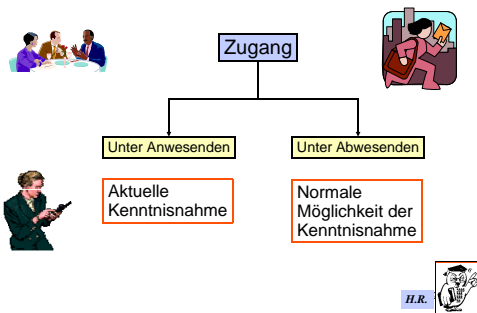 Zugang
Unter Anwesenden
Unter Abwesenden
Aktuelle
Kenntnisnahme
Normale
Möglichkeit der
Kenntnisnahme
H.R.